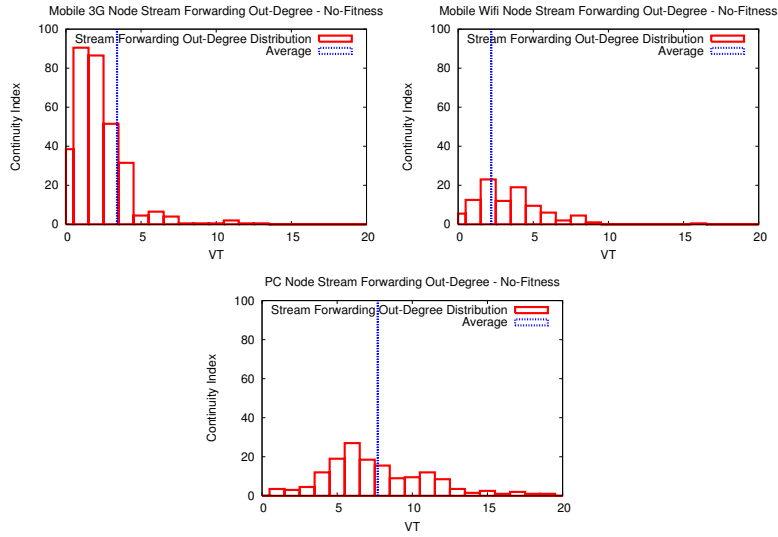 Mobile 3G Node Stream Forwarding Out-Degree - No-Fitness
100
80
60
40
20
0
Continuity Index
Stream Forwarding Out-Degree Distribution
Average
0 5 10 15 20
VT
Mobile Wifi Node Stream Forwarding Out-Degree - No-Fitness
100
80
60
40
20
0
Continuity Index
Stream Forwarding Out-Degree Distribution
Average
0 5 10 15 20
VT
PC Node Stream Forwarding Out-Degree - No-Fitness
100
80
60
40
20
0
Continuity Index
Stream Forwarding Out-Degree Distribution
Average
0 5 10 15 20
VT